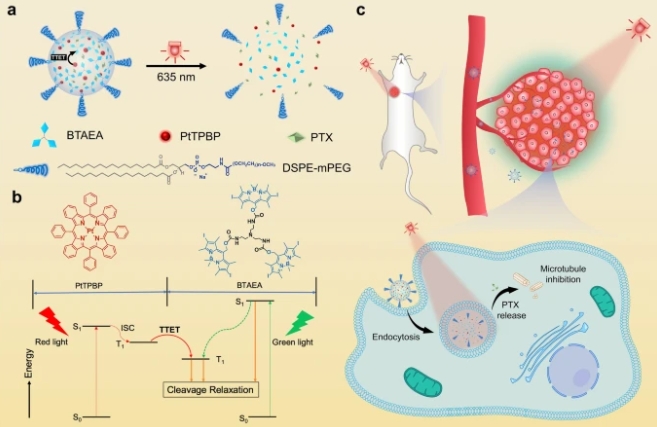 a
TTET
635 nm
BTAEA
PtTPBP
PTX
DSPE-mPEG
b
PtTPBP
BTAEA
Red light
S₁
ISC
T₁
TTET
S₁
T₁
Green light
Cleavage Relaxation
Energy
S₀
S₀
c
Endocytosis
PTX
release
Microtubule
inhibition